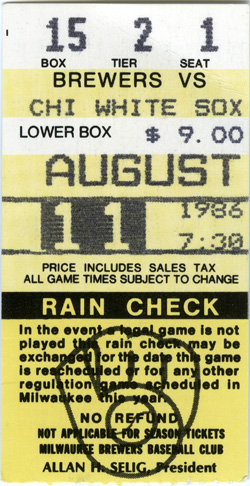 15 2 1
BOX TIER SEAT
BREWERS VS
CHI WHITE SOX
LOWER BOX $ 9.00
AUGUST
11 1986
7:30
PRICE INCLUDES SALES TAX
ALL GAME TIMES SUBJECT TO CHANGE
RAIN CHECK
In the event a legal game is not
played this rain check may be
exchanged for the day this game
is rescheduled or for any other
regulation game scheduled in
Milwaukee this year.
NO REFUND
NOT APPLICABLE FOR SEASON TICKETS
MILWAUKEE BREWERS BASEBALL CLUB
ALLAN H. SELIG, President